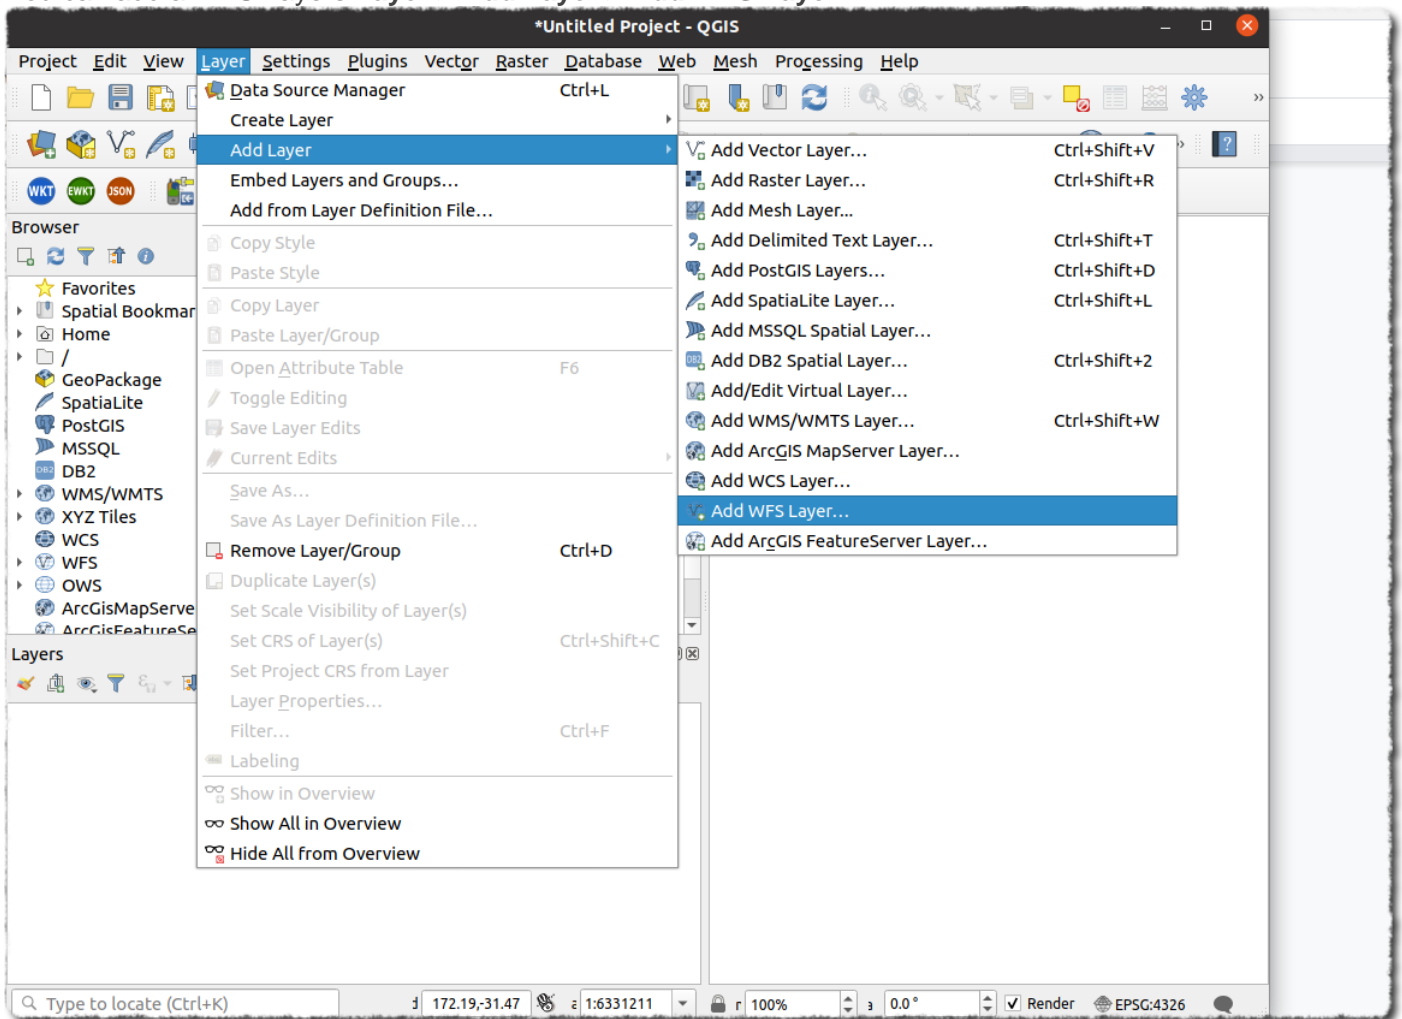 *Untitled Project - QGIS
Project Edit View Layer Settings Plugins Vector Raster Database Web Mesh Processing Help
Data Source Manager Ctrl+L
Create Layer
Add Layer
Embed Layers and Groups…
Add from Layer Definition File…
Copy Style
Paste Style
Copy Layer
Paste Layer/Group
Open Attribute Table F6
Toggle Editing
Save Layer Edits
Current Edits
Save As…
Save As Layer Definition File…
Remove Layer/Group Ctrl+D
Duplicate Layer(s)
Set Scale Visibility of Layer(s)
Set CRS of Layer(s) Ctrl+Shift+C
Set Project CRS from Layer
Layer Properties…
Filter… Ctrl+F
Labeling
Show in Overview
Show All in Overview
Hide All from Overview
Add Vector Layer… Ctrl+Shift+V
Add Raster Layer… Ctrl+Shift+R
Add Mesh Layer...
Add Delimited Text Layer… Ctrl+Shift+T
Add PostGIS Layers… Ctrl+Shift+D
Add SpatiaLite Layer… Ctrl+Shift+L
Add MSSQL Spatial Layer…
Add DB2 Spatial Layer… Ctrl+Shift+2
Add/Edit Virtual Layer…
Add WMS/WMTS Layer… Ctrl+Shift+W
Add ArcGIS MapServer Layer…
Add WCS Layer…
Add WFS Layer…
Add ArcGIS FeatureServer Layer…
WKT EWKT JSON
Browser
Favorites
Spatial Bookmar
Home
/
GeoPackage
SpatiaLite
PostGIS
MSSQL
DB2 DB2
WMS/WMTS
XYZ Tiles
WCS
WFS
OWS
ArcGisMapServe
ArcGisFeatureSe
Layers
Type to locate (Ctrl+K) 172.19,-31.47 1:6331211 100% 0.0 ° Render EPSG:4326